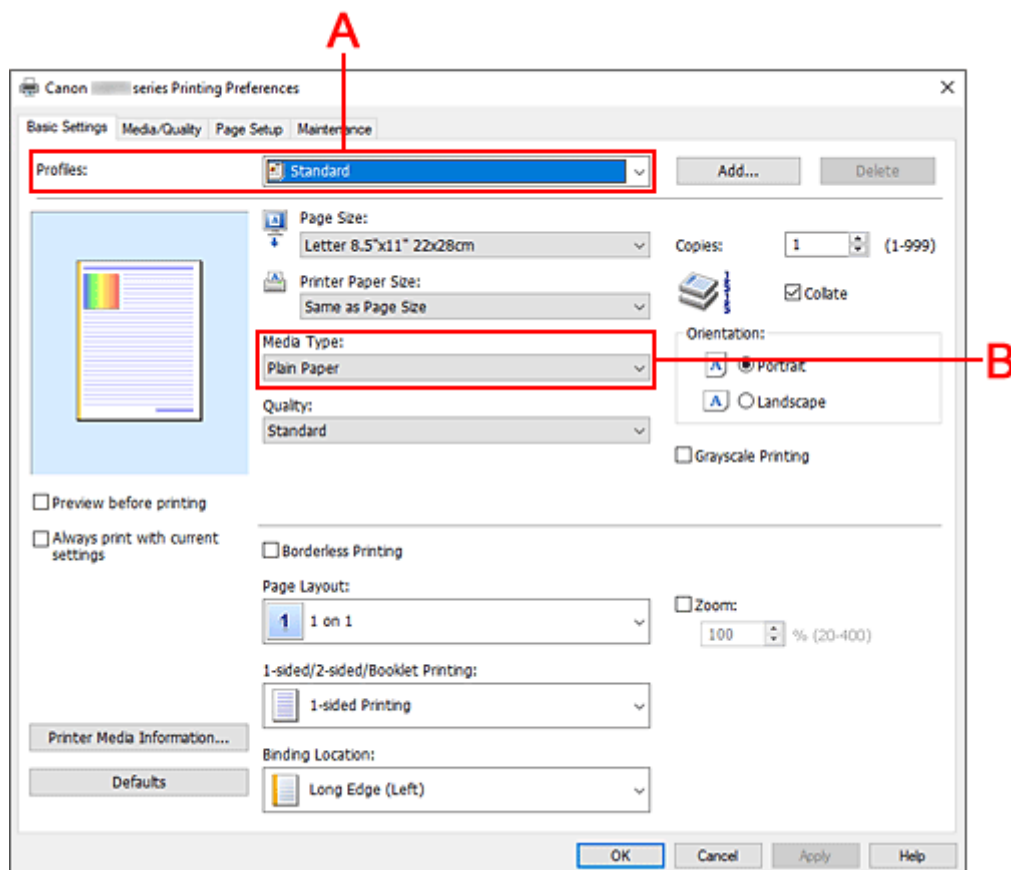 A
Canon series Printing Preferences
Basic Settings Media/Quality Page Setup Maintenance
Profiles: Standard Add... Delete
Page Size:
Letter 8.5"x11" 22x28cm
Copies: 1 (1-999)
Printer Paper Size:
Same as Page Size
Collate
Media Type:
Plain Paper
B
Orientation:
A Portrait
A Landscape
Quality:
Standard
Grayscale Printing
Preview before printing
Always print with current
settings
Borderless Printing
Page Layout:
1 1 on 1
Zoom:
100 % (20-400)
1-sided/2-sided/Booklet Printing:
1-sided Printing
Printer Media Information...
Binding Location:
Defaults
Long Edge (Left)
OK Cancel Apply Help